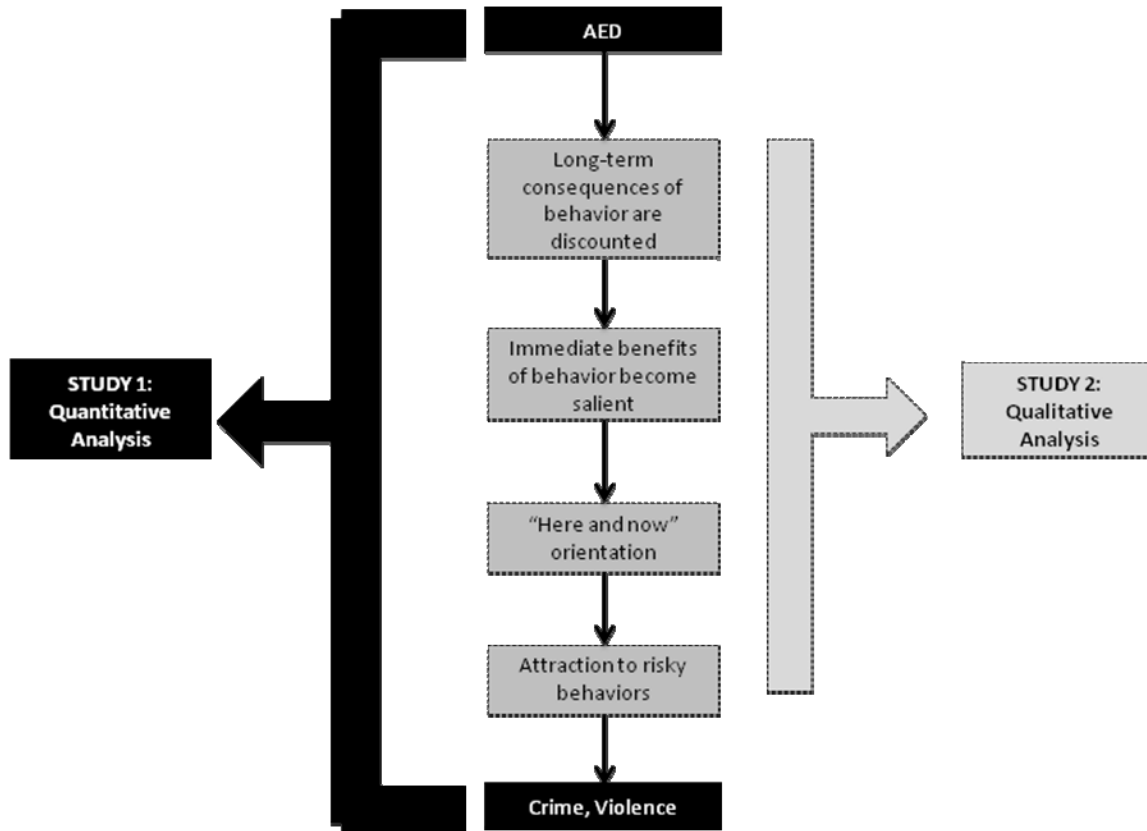 AED
Long-term
consequences of
behavior are
discounted
Immediate benefits
of behavior become
salient
"Here and now"
orientation
Attraction to risky
behaviors
Crime, Violence
STUDY 1:
Quantitative
Analysis
STUDY 2:
Qualitative
Analysis